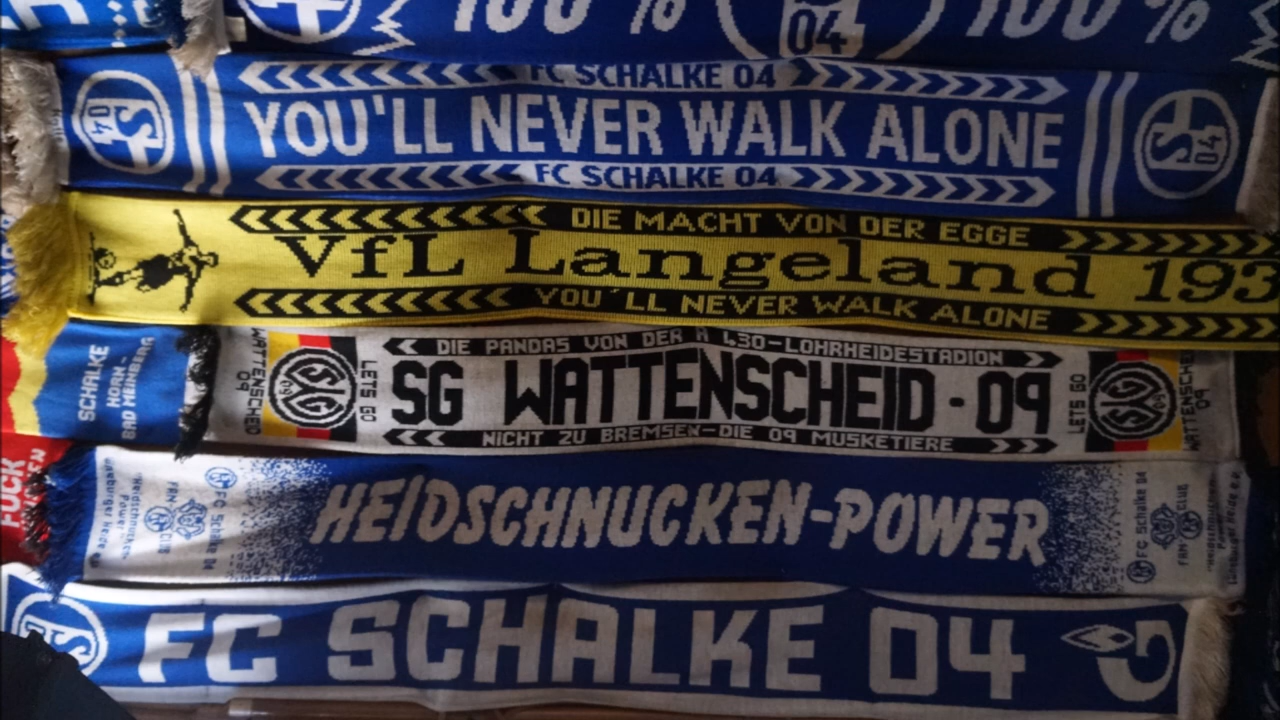 100 % 04 100 %
FC SCHALKE 04
YOU'LL NEVER WALK ALONE
FC SCHALKE 04
DIE MACHT VON DER EGGE
VfL Langeland 193
YOU'LL NEVER WALK ALONE
SCHALKE
HORN-
BAD MEINBERG
WATTENSCHEID
09
LETS GO
DIE PANDAS VON DER A 430-LOHRHEIDESTADION
SG WATTENSCHEID - 09
NICHT ZU BREMSEN-DIE 09 MUSKETIERE
LETS GO
WATTENSCHEID
09
FUCK
FAN CLUB
FC Schalke 04
HEIDSCHNUCKEN-POWER
FC Schalke 04
FAN CLUB
FC SCHALKE 04